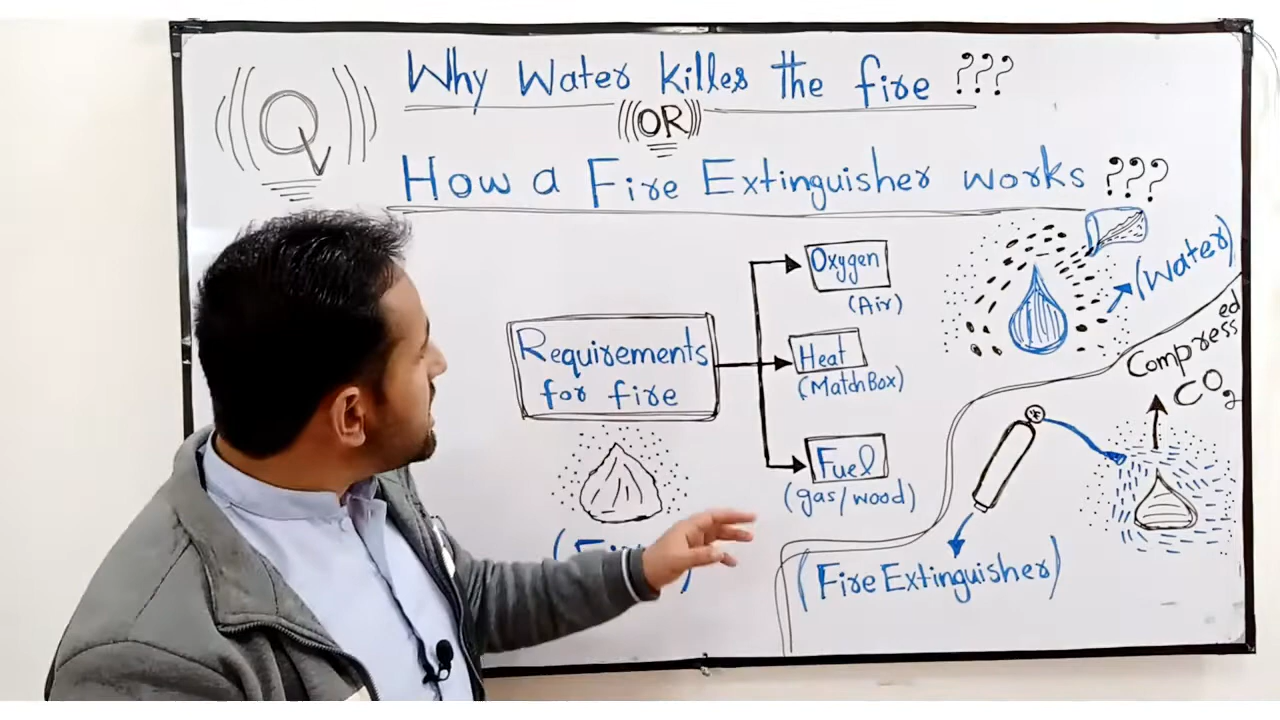 Q
Why Water killes the fire ???
OR
How a Fire Extinguisher works ???
Requirements
for fire
Oxygen
(Air)
Heat
(MatchBox)
Fuel
(gas/wood)
(Water)
Compressed
CO2
(Fire Extinguisher)